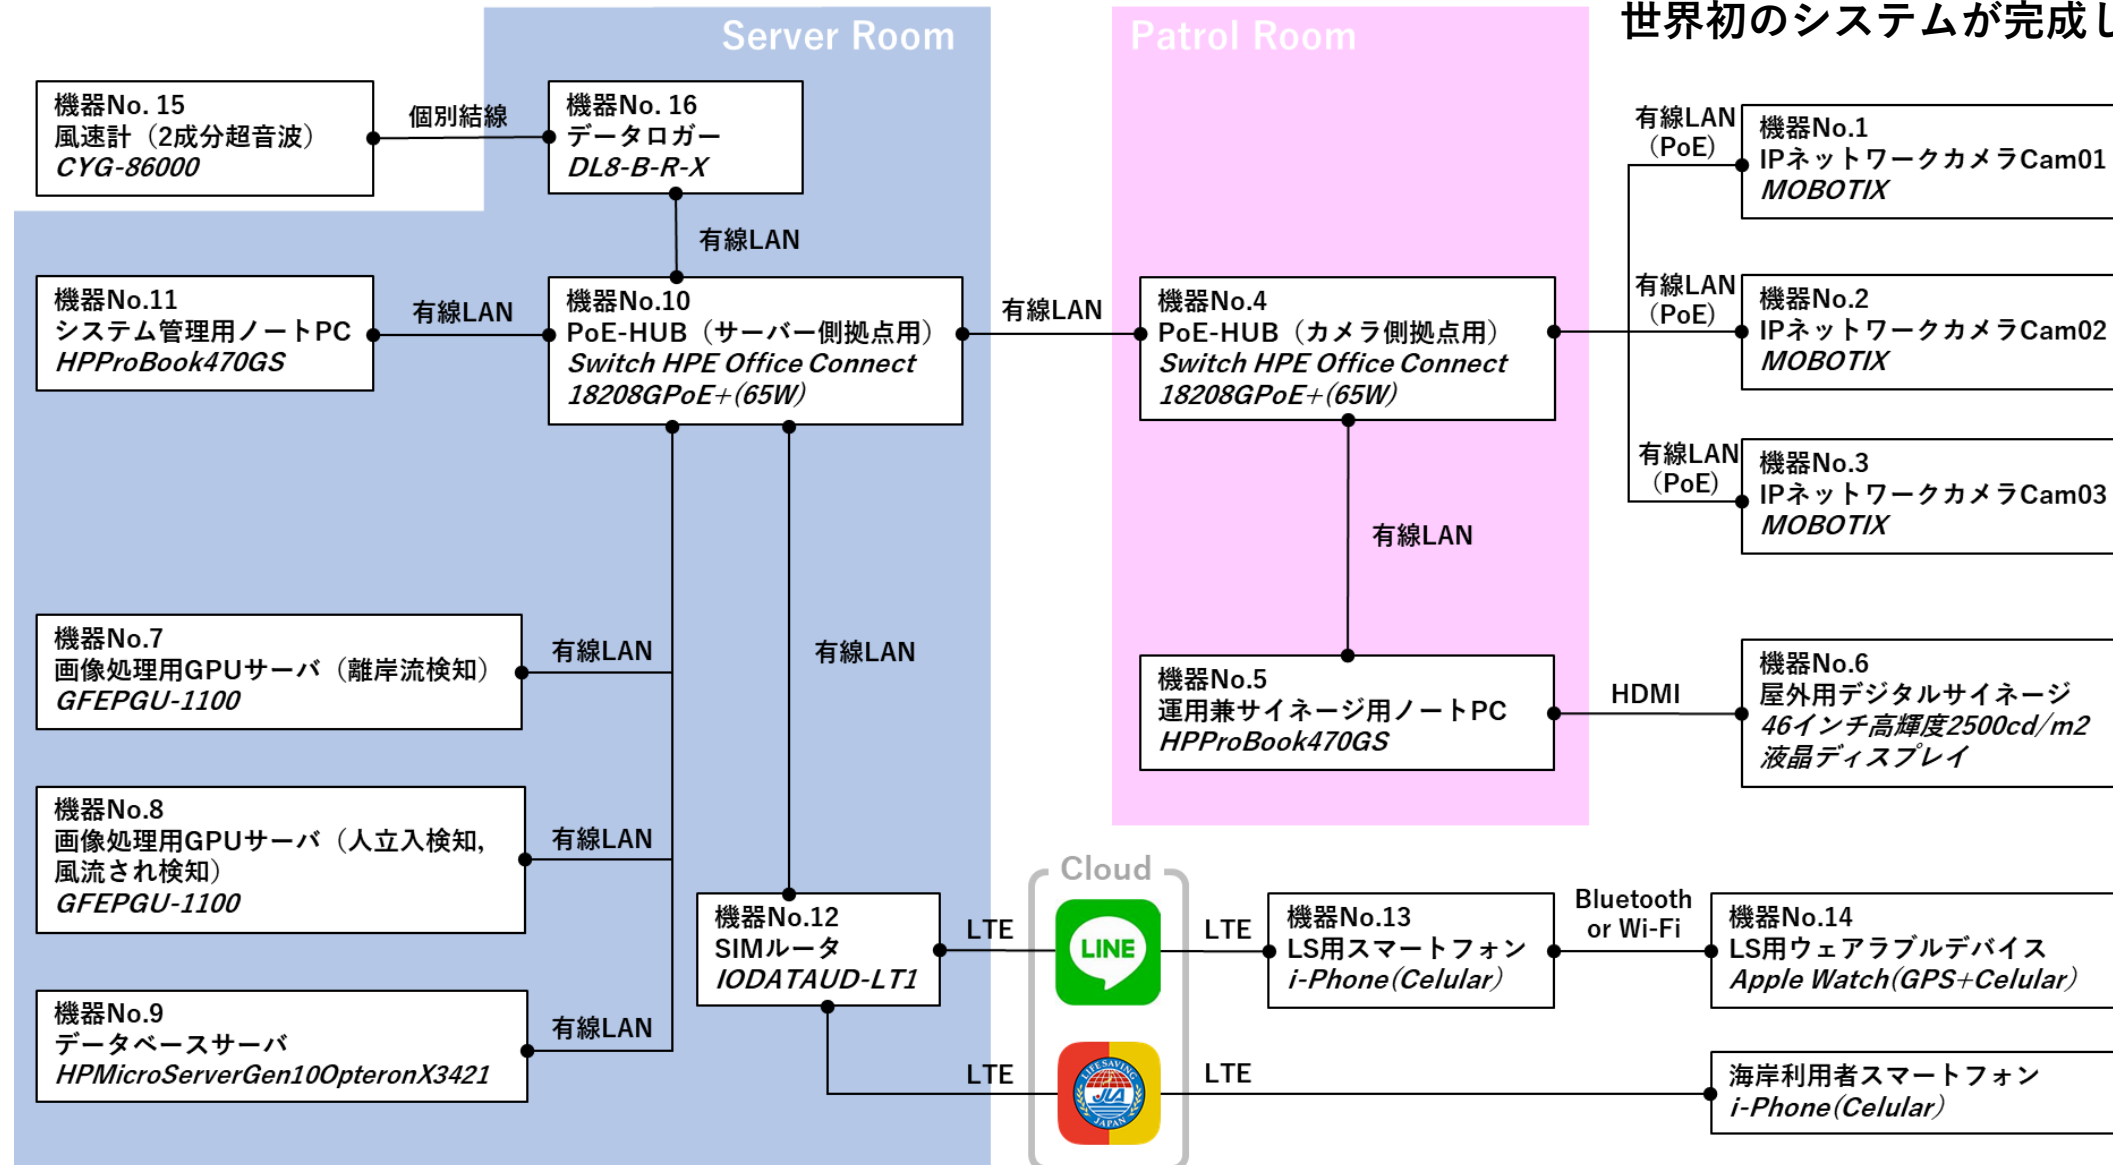 世界初のシステムが完成し
Server Room
Patrol Room
機器No. 15
風速計（2成分超音波）
CYG-86000
個別結線
機器No. 16
データロガー
DL8-B-R-X
有線LAN
機器No.11
システム管理用ノートPC
HPProBook470GS
有線LAN
機器No.10
PoE-HUB（サーバー側拠点用）
Switch HPE Office Connect
18208GPoE+(65W)
有線LAN
機器No.4
PoE-HUB（カメラ側拠点用）
Switch HPE Office Connect
18208GPoE+(65W)
有線LAN
（PoE）
機器No.1
IPネットワークカメラCam01
MOBOTIX
有線LAN
（PoE）
機器No.2
IPネットワークカメラCam02
MOBOTIX
有線LAN
（PoE）
機器No.3
IPネットワークカメラCam03
MOBOTIX
有線LAN
機器No.5
運用兼サイネージ用ノートPC
HPProBook470GS
HDMI
機器No.6
屋外用デジタルサイネージ
46インチ高輝度2500cd/m2
液晶ディスプレイ
機器No.7
画像処理用GPUサーバ（離岸流検知）
GFEPGU-1100
有線LAN
有線LAN
機器No.8
画像処理用GPUサーバ（人立入検知,
風流され検知）
GFEPGU-1100
有線LAN
機器No.9
データベースサーバ
HPMicroServerGen10OpteronX3421
有線LAN
機器No.12
SIMルータ
IODATAUD-LT1
LTE
Cloud
LINE
LTE
機器No.13
LS用スマートフォン
i-Phone(Celular）
Bluetooth
or Wi-Fi
機器No.14
LS用ウェアラブルデバイス
Apple Watch(GPS+Celular）
LTE
LIFESAVING
JLA
JAPAN
LTE
海岸利用者スマートフォン
i-Phone(Celular）